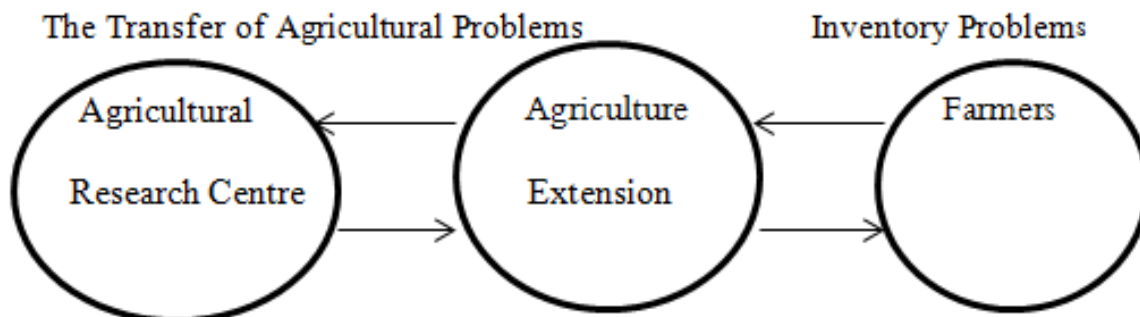 The Transfer of Agricultural Problems
Inventory Problems
Agricultural
Research Centre
Agriculture
Extension
Farmers